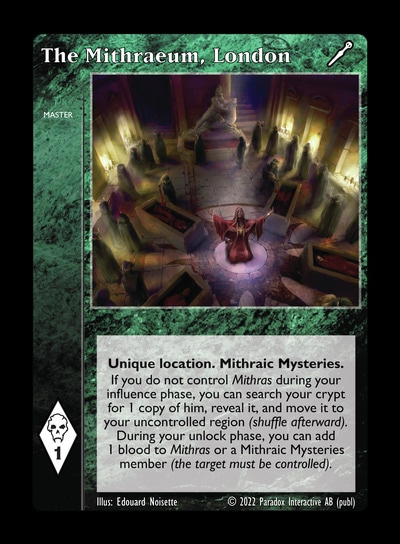 The Mithraeum, London
MASTER
Unique location. Mithraic Mysteries.
If you do not control Mithras during your
influence phase, you can search your crypt
for 1 copy of him, reveal it, and move it to
your uncontrolled region (shuffle afterward).
During your unlock phase, you can add
1 blood to Mithras or a Mithraic Mysteries
member (the target must be controlled).
1
Illus: Edouard Noisette © 2022 Paradox Interactive AB (publ)